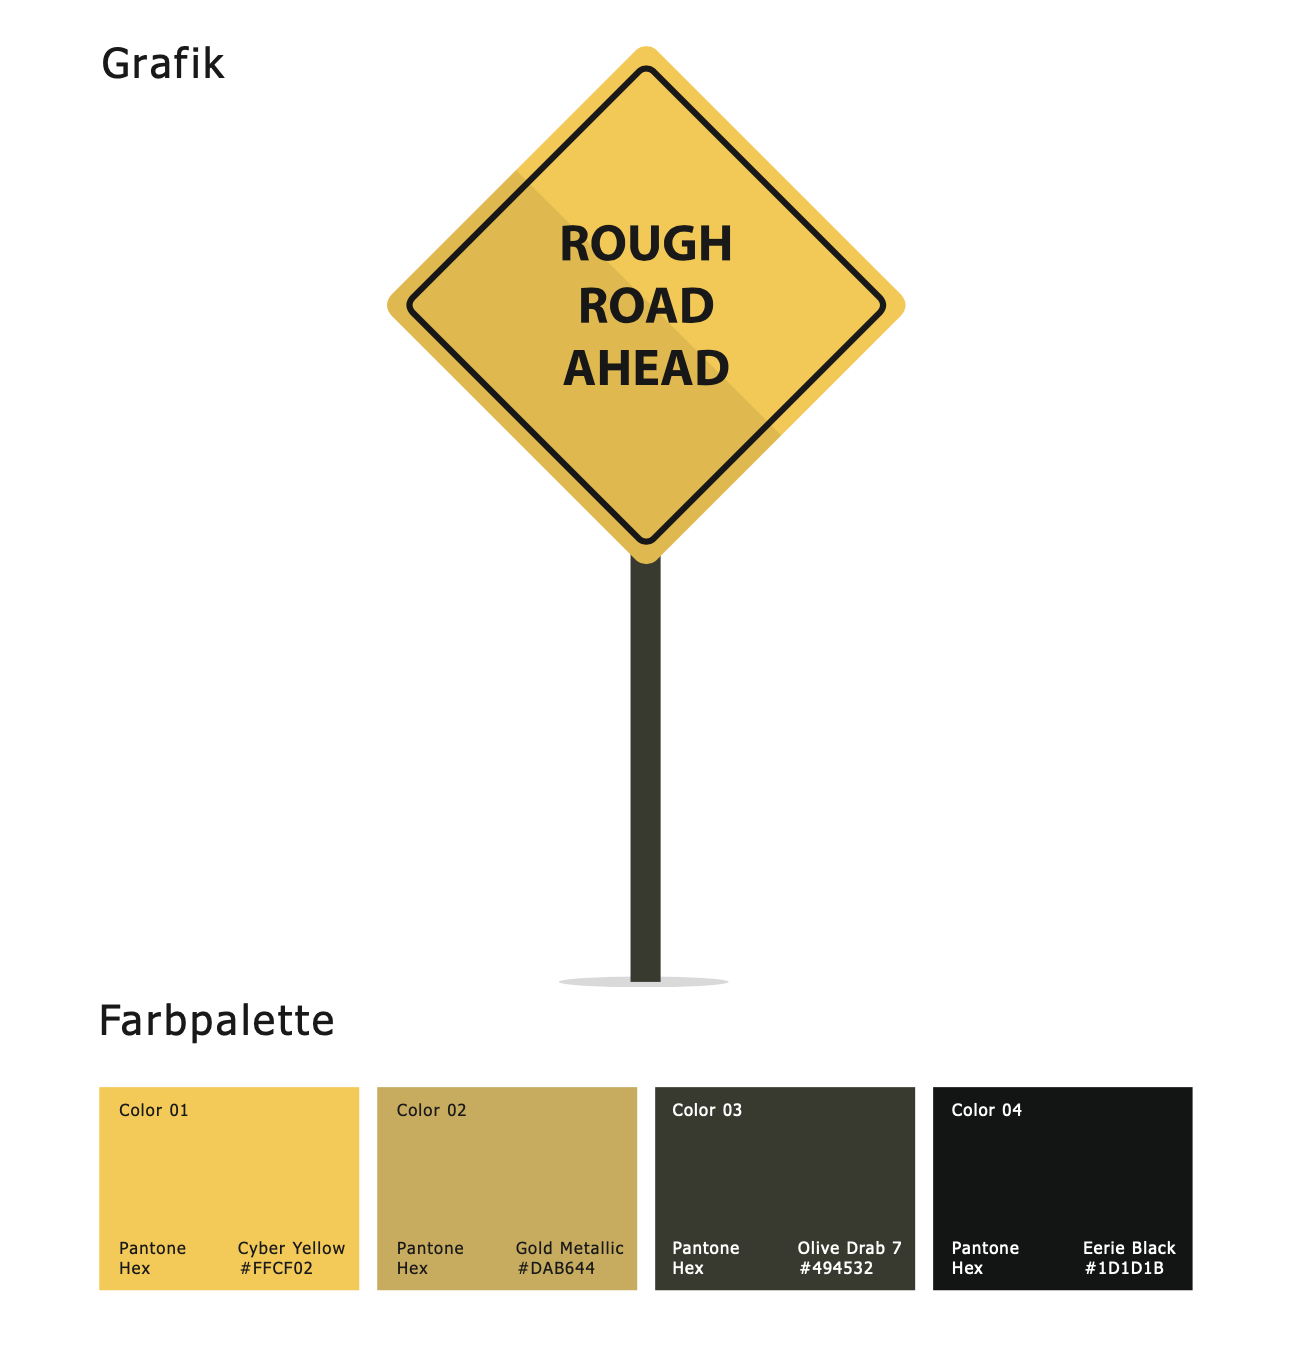 Grafik
ROUGH
ROAD
AHEAD
Farbpalette
Color 01
Pantone Cyber Yellow
Hex #FFCF02
Color 02
Pantone Gold Metallic
Hex #DAB644
Color 03
Pantone Olive Drab 7
Hex #494532
Color 04
Pantone Eerie Black
Hex #1D1D1B